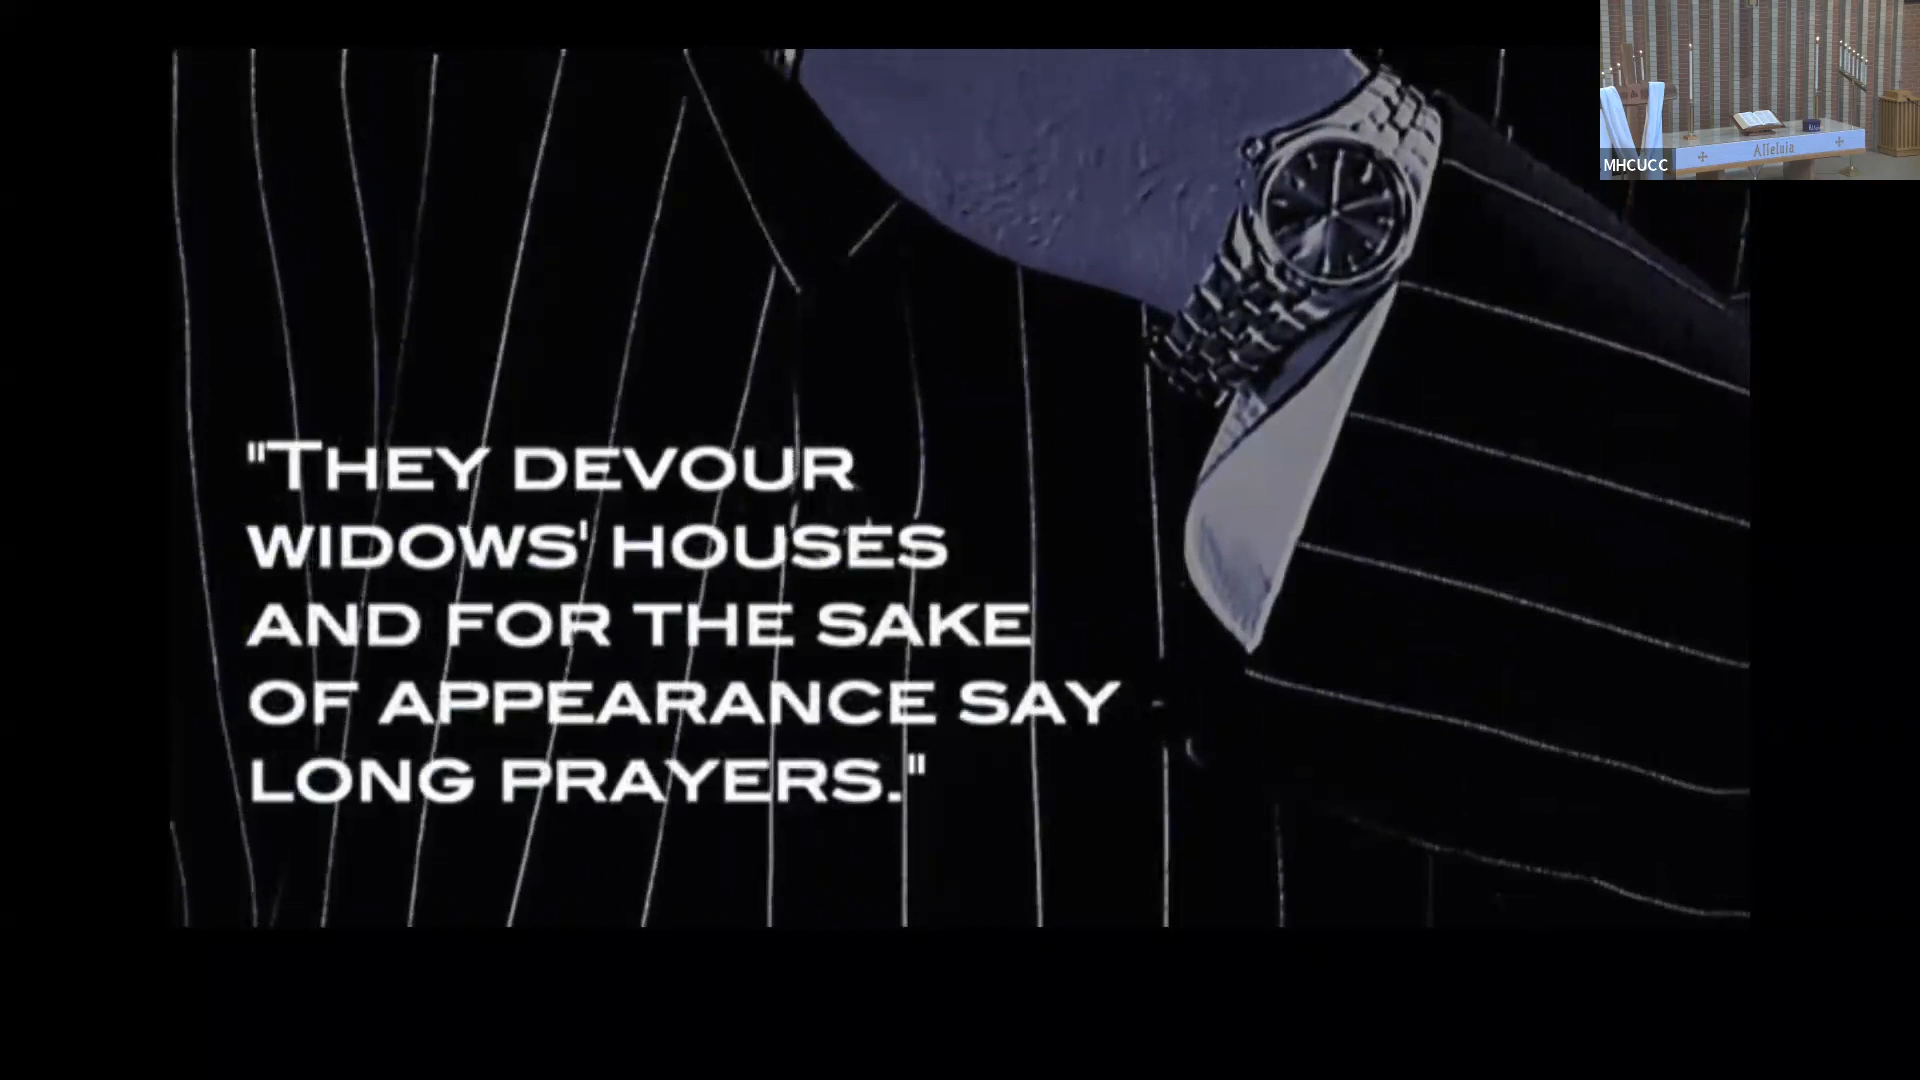 "THEY DEVOUR
WIDOWS' HOUSES
AND FOR THE SAKE
OF APPEARANCE SAY
LONG PRAYERS."
Alleluia
MHCUCC